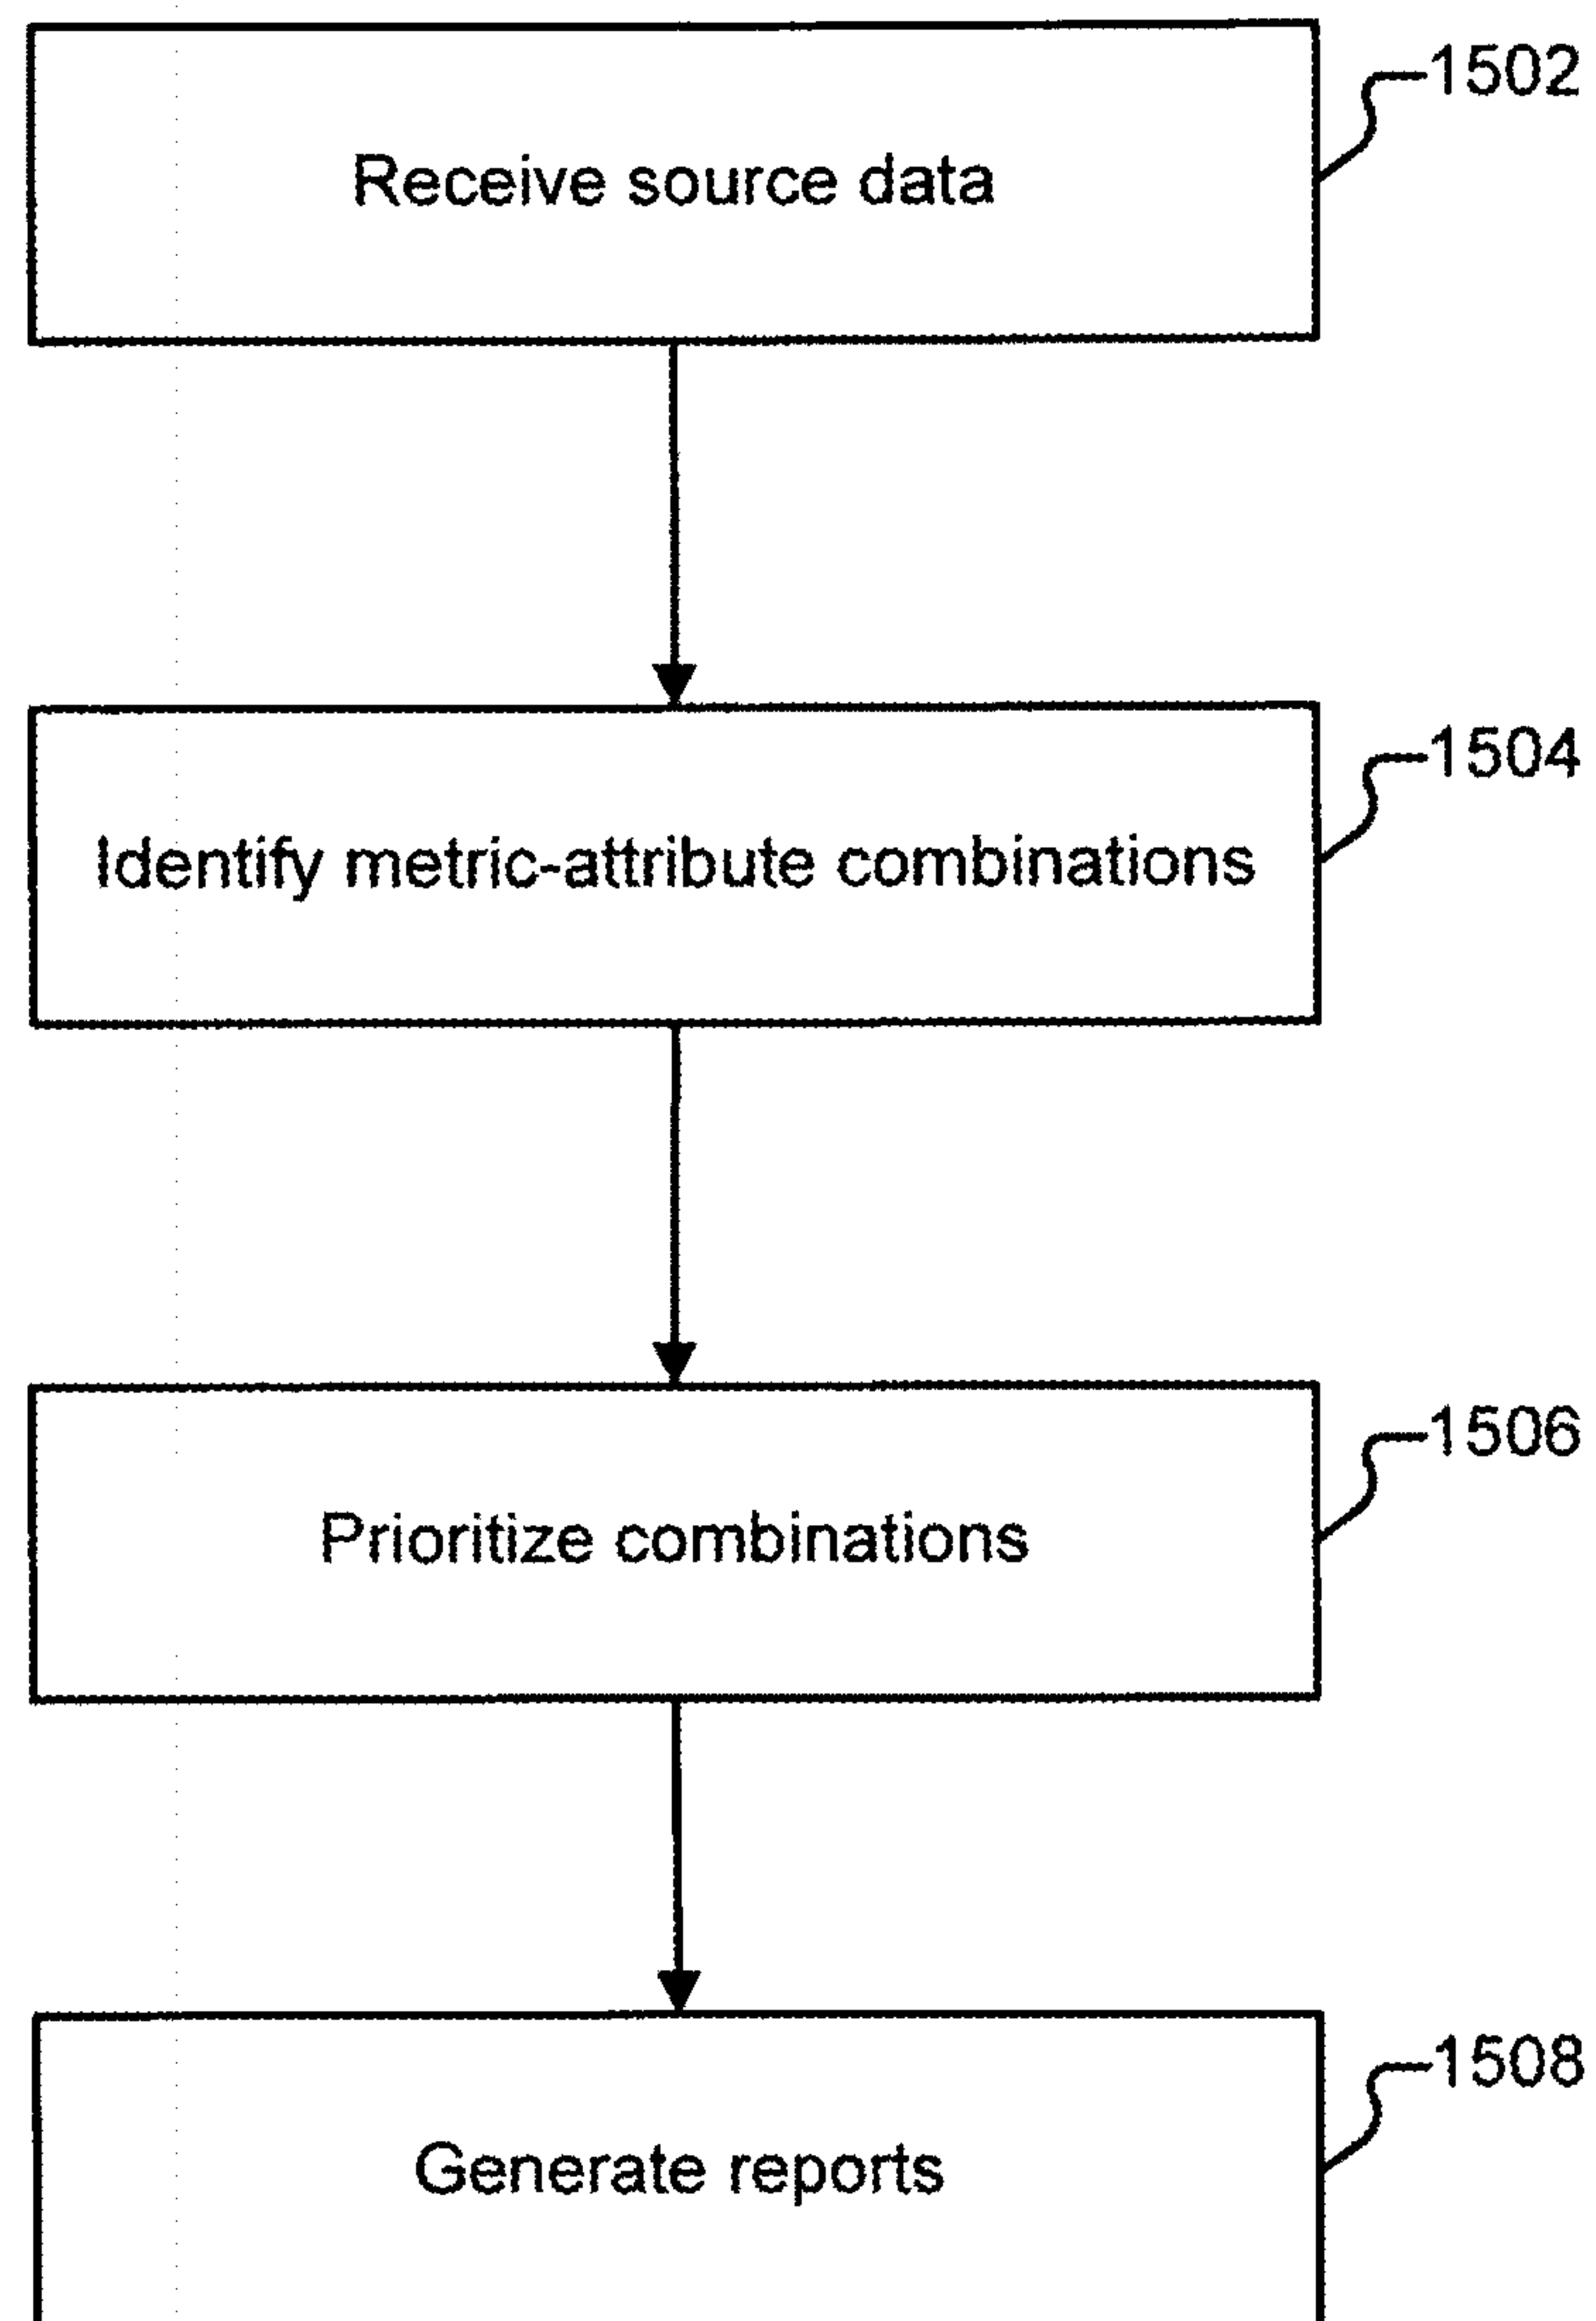 1502
Receive source data
1504
Identify metric-attribute combinations
1506
Prioritize combinations
1508
Generate reports